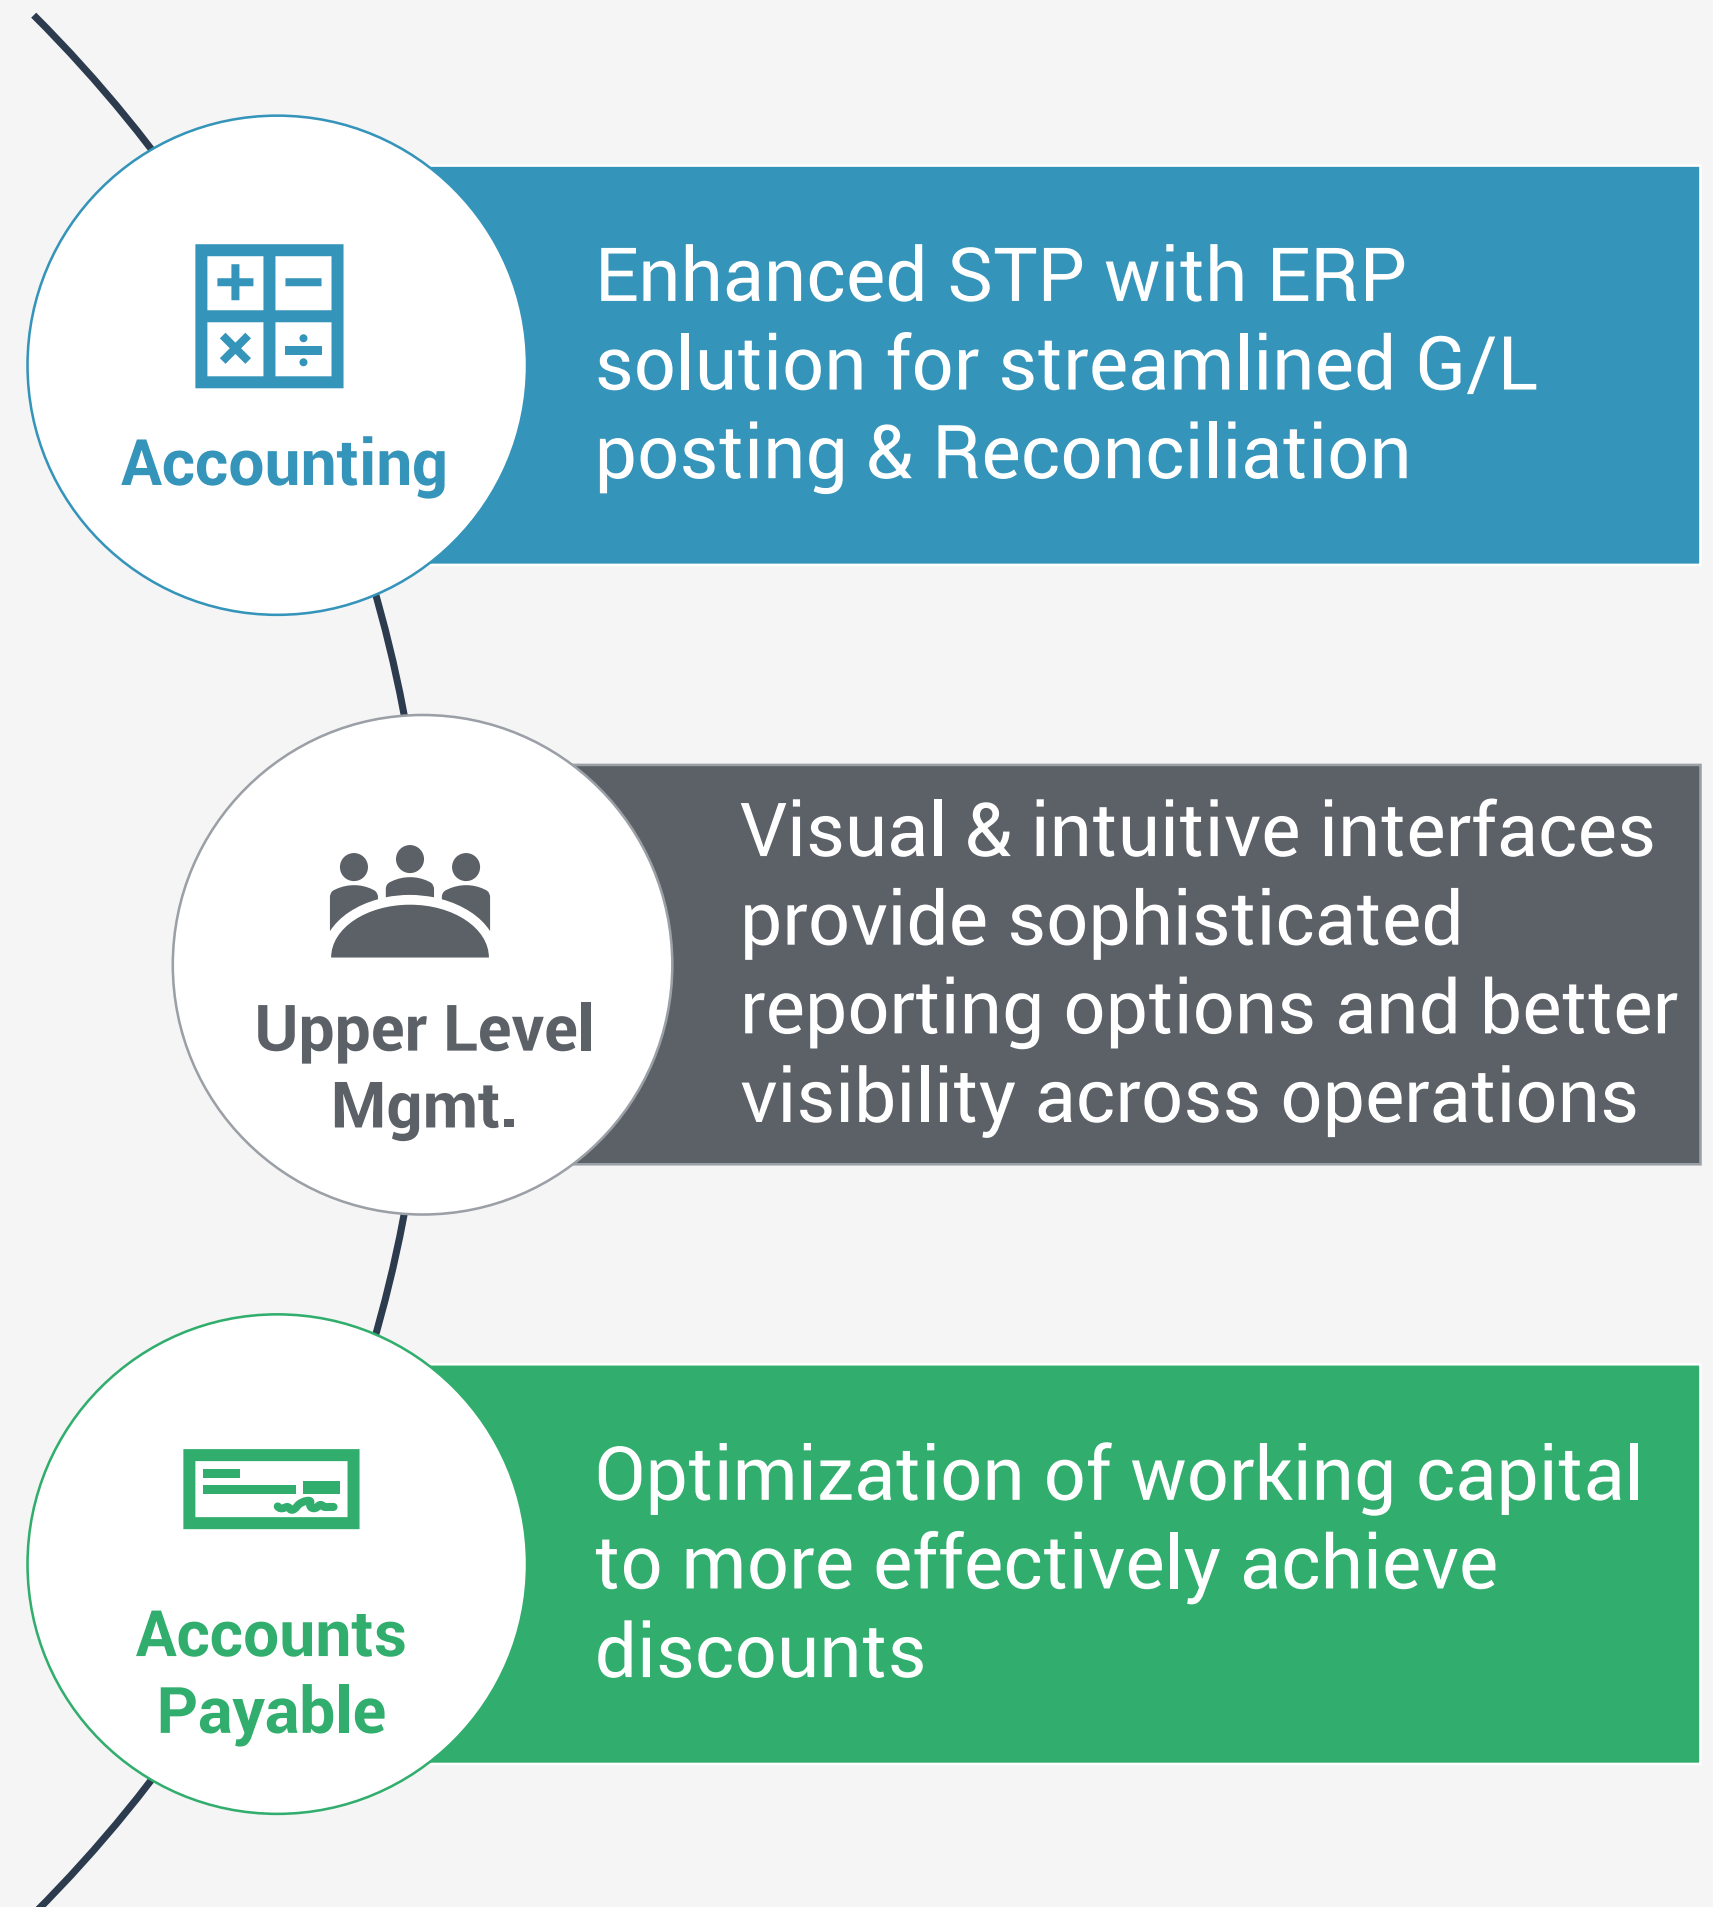 Accounting
Enhanced STP with ERP
solution for streamlined G/L
posting & Reconciliation
Upper Level
Mgmt.
Visual & intuitive interfaces
provide sophisticated
reporting options and better
visibility across operations
Accounts
Payable
Optimization of working capital
to more effectively achieve
discounts